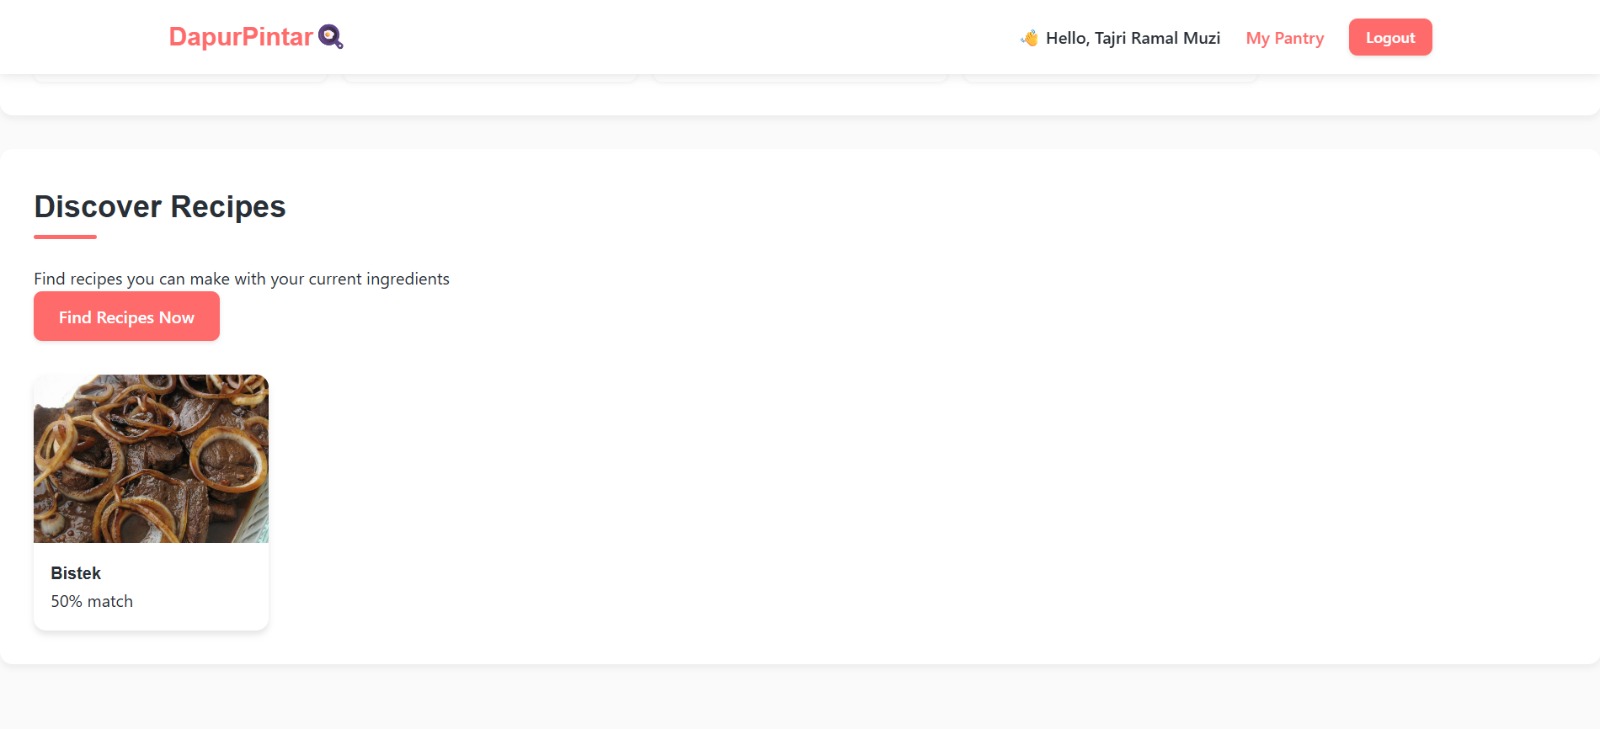 DapurPintar
👋 Hello, Tajri Ramal Muzi
My Pantry
Logout
Discover Recipes
Find recipes you can make with your current ingredients
Find Recipes Now
Bistek
50% match